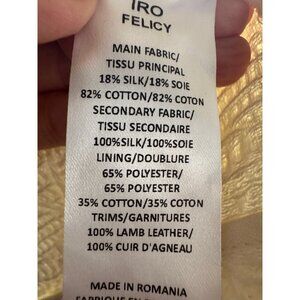 IRO
FELICY
MAIN FABRIC/
TISSU PRINCIPAL
18% SILK/18% SOIE
82% COTTON/82% COTON
SECONDARY FABRIC/
TISSU SECONDAIRE
100%SILK/100%SOIE
LINING/DOUBLURE
65% POLYESTER/
65% POLYESTER
35% COTTON/35% COTON
TRIMS/GARNITURES
100% LAMB LEATHER/
100% CUIR D'AGNEAU
MADE IN ROMANIA
FABRIQUE EN